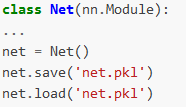 class Net(nn.Module):
...
net = Net()
net.save('net.pkl')
net.load('net.pkl')